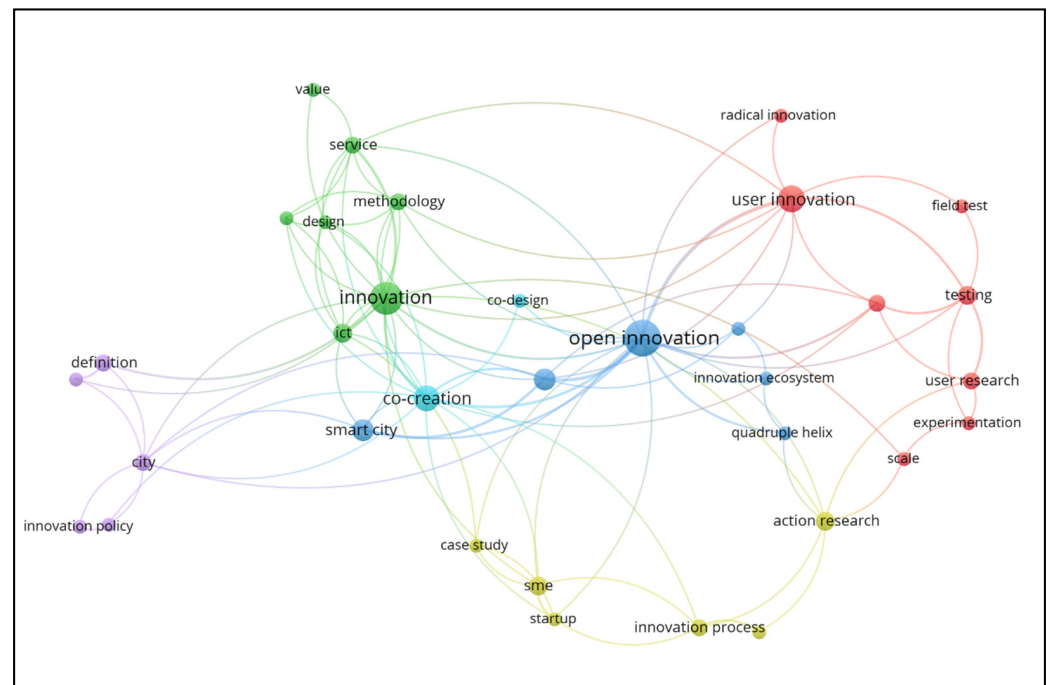 value
radical innovation
service
user innovation
methodology
field test
design
innovation
co-design
testing
ict
open innovation
definition
innovation ecosystem
user research
co-creation
experimentation
smart city
quadruple helix
city
scale
innovation policy
action research
case study
sme
startup
innovation process